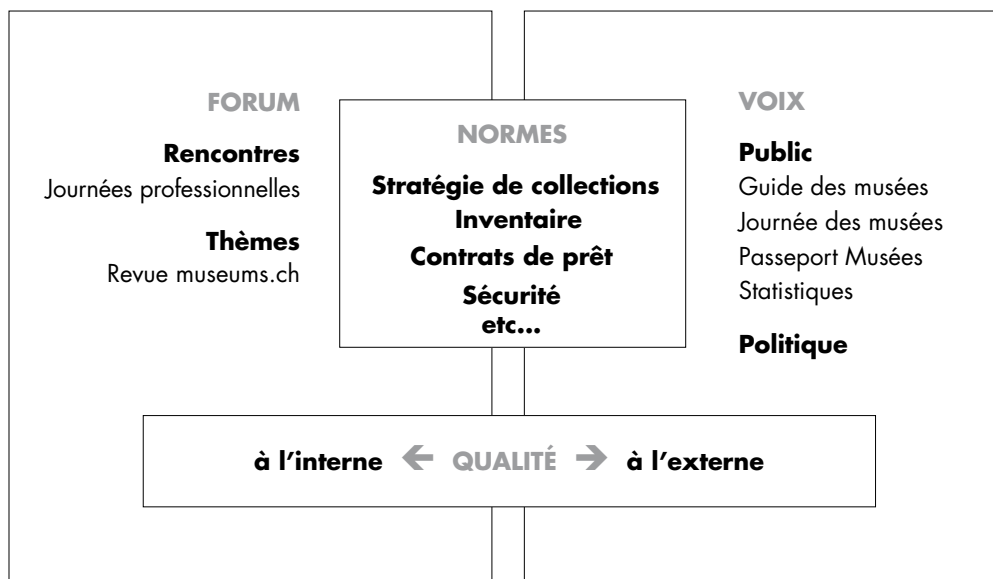 FORUM
Rencontres
Journées professionnelles
Thèmes
Revue museums.ch
NORMES
Stratégie de collections
Inventaire
Contrats de prêt
Sécurité
etc...
VOIX
Public
Guide des musées
Journée des musées
Passeport Musées
Statistiques
Politique
à l’interne ← QUALITÉ → à l’externe